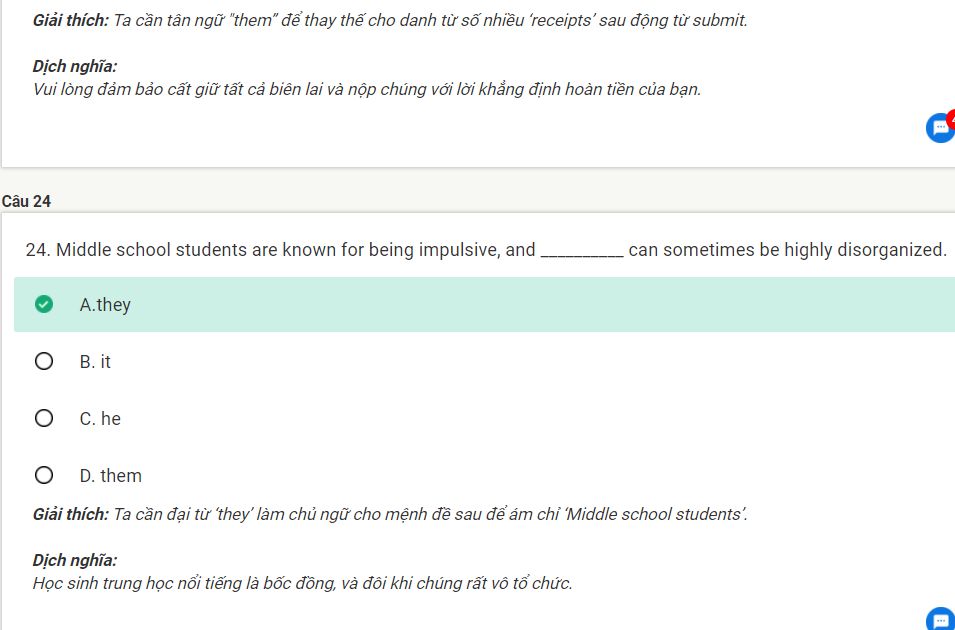 Giải thích: Ta cần tân ngữ "them” để thay thế cho danh từ số nhiều ‘receipts’ sau động từ submit.
Dịch nghĩa:
Vui lòng đảm bảo cất giữ tất cả biên lai và nộp chúng với lời khẳng định hoàn tiền của bạn.
Câu 24
24. Middle school students are known for being impulsive, and __________ can sometimes be highly disorganized.
A.they
B. it
C. he
D. them
Giải thích: Ta cần đại từ ‘they’ làm chủ ngữ cho mệnh đề sau để ám chỉ ‘Middle school students’.
Dịch nghĩa:
Học sinh trung học nổi tiếng là bốc đồng, và đôi khi chúng rất vô tổ chức.